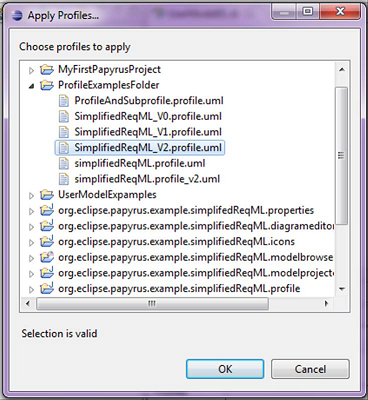 Apply Profiles...
Choose profiles to apply
MyFirstPapyrusProject
ProfileExamplesFolder
ProfileAndSubprofile.profile.uml
SimplifiedReqML_V0.profile.uml
SimplifiedReqML_V1.profile.uml
SimplifiedReqML_V2.profile.uml
simplifiedReqML.profile.uml
simplifiedReqML.profile_v2.uml
UserModelExpamples
org.eclipse.papyrus.example.simplifedReqML.properties
org.eclipse.papyrus.example.simplifiedReqML.diagrameditor
org.eclipse.papyrus.example.simplifiedReqML.icons
org.eclipse.papyrus.example.simplifiedReqML.modelbrowse
org.eclipse.papyrus.example.simplifiedReqML.modelprojecte
org.eclipse.papyrus.example.simplifiedReqML.profile
Selection is valid
OK
Cancel